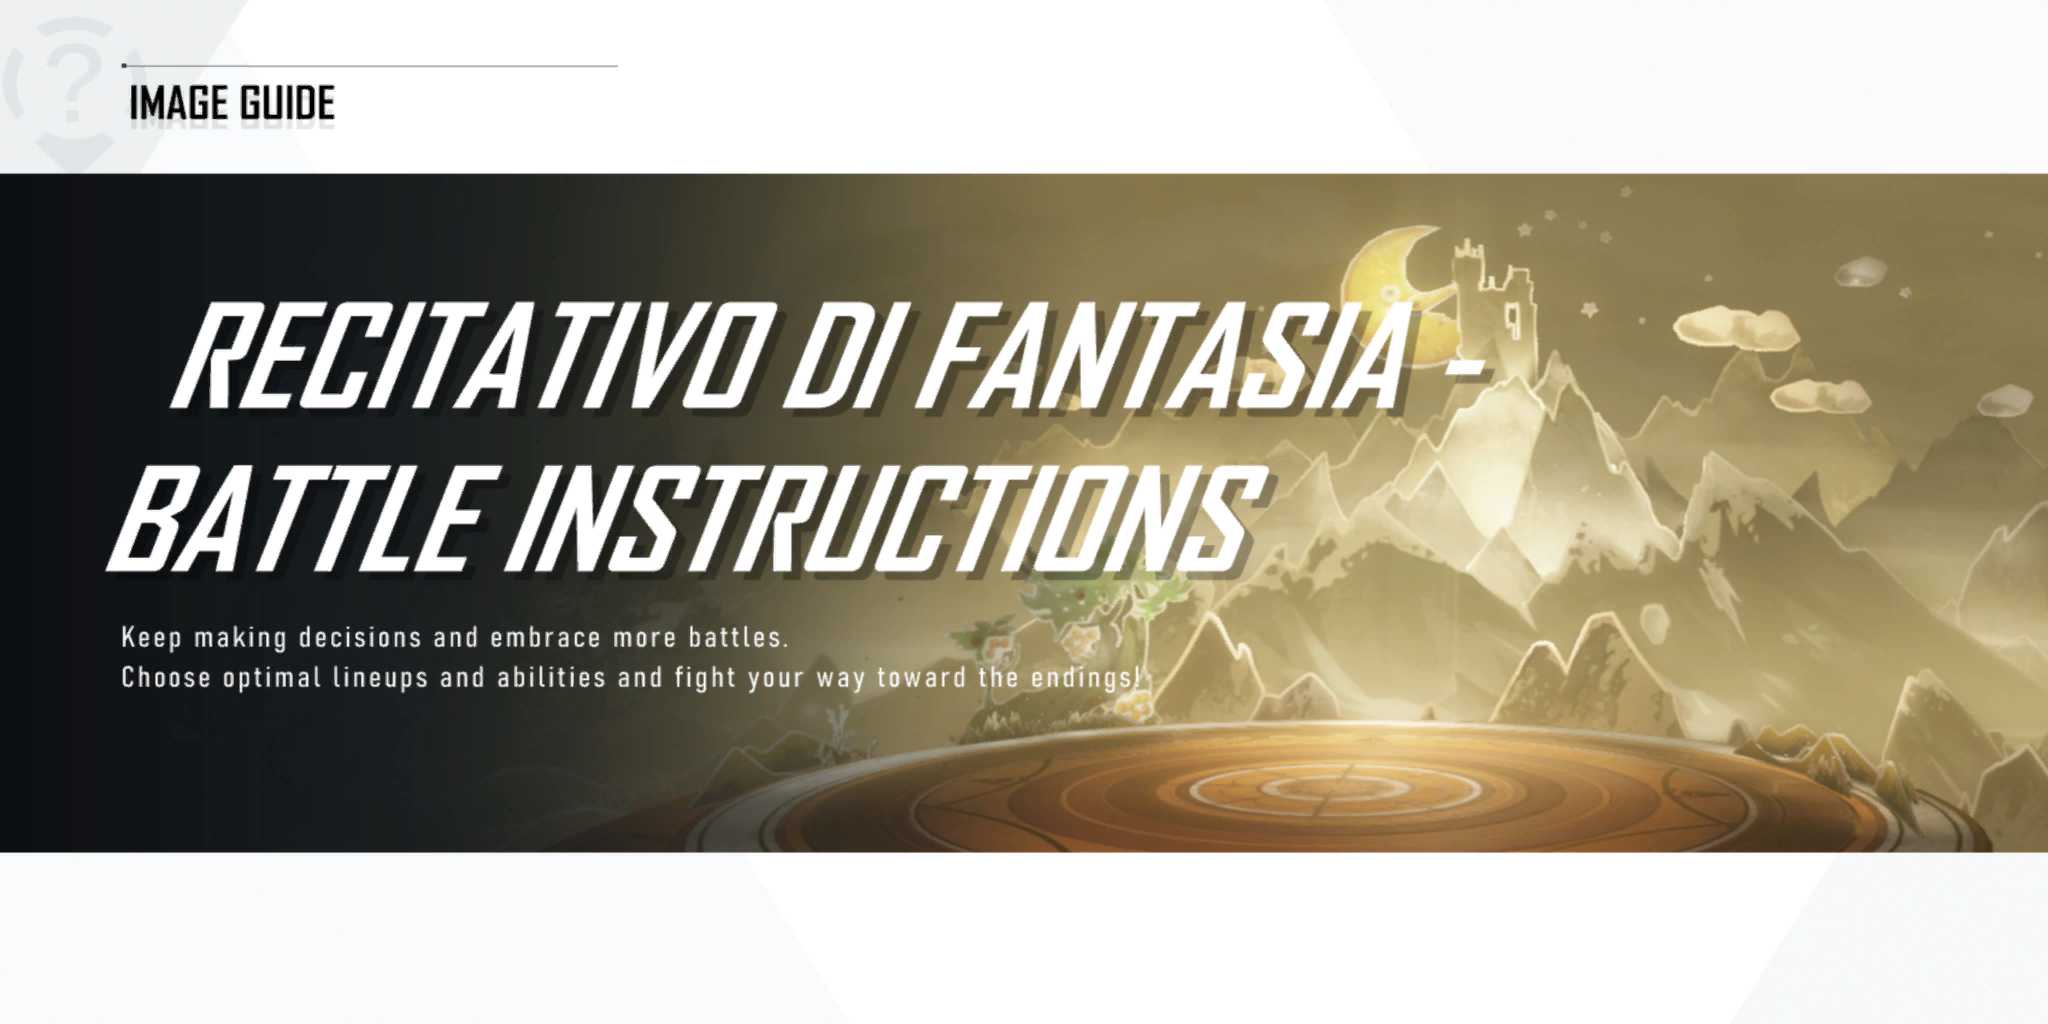 IMAGE GUIDE
RECITATIVO DI FANTASIA -
BATTLE INSTRUCTIONS
Keep making decisions and embrace more battles.
Choose optimal lineups and abilities and fight your way toward the endings!